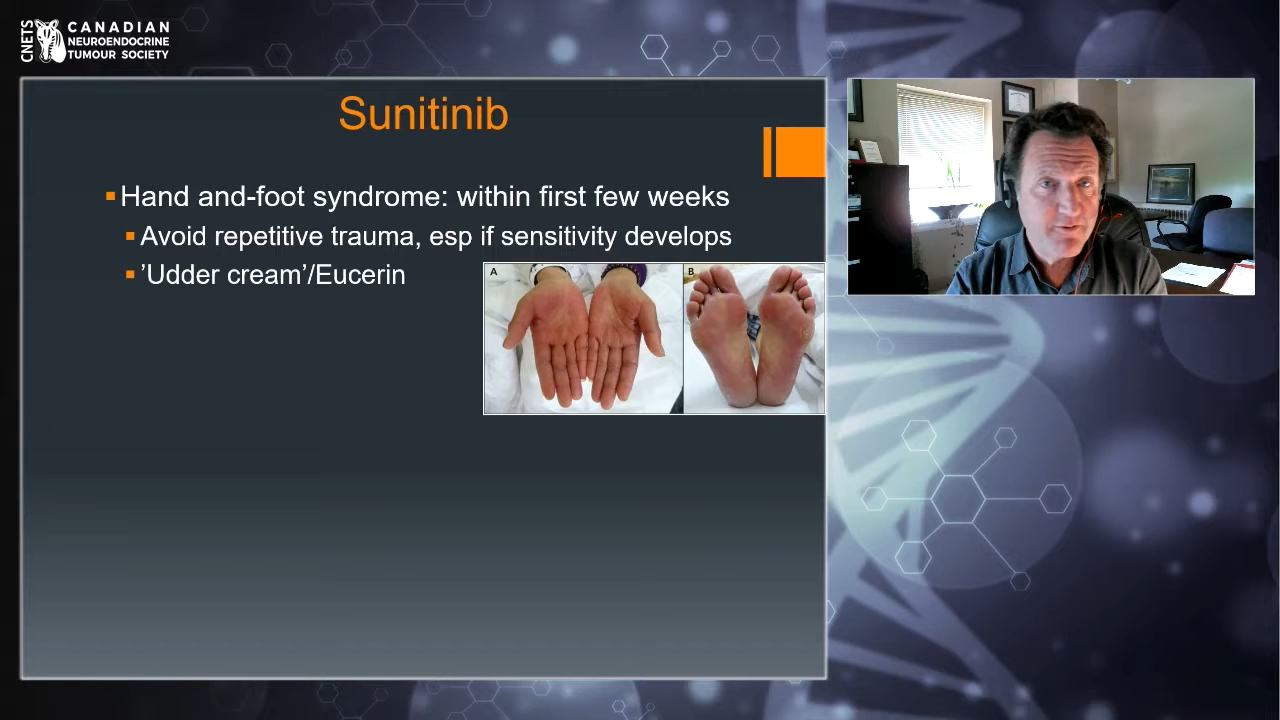 CNETS
CANADIAN
NEUROENDOCRINE
TUMOUR SOCIETY
Sunitinib
Hand and-foot syndrome: within first few weeks
Avoid repetitive trauma, esp if sensitivity develops
’Udder cream’/Eucerin
A
B